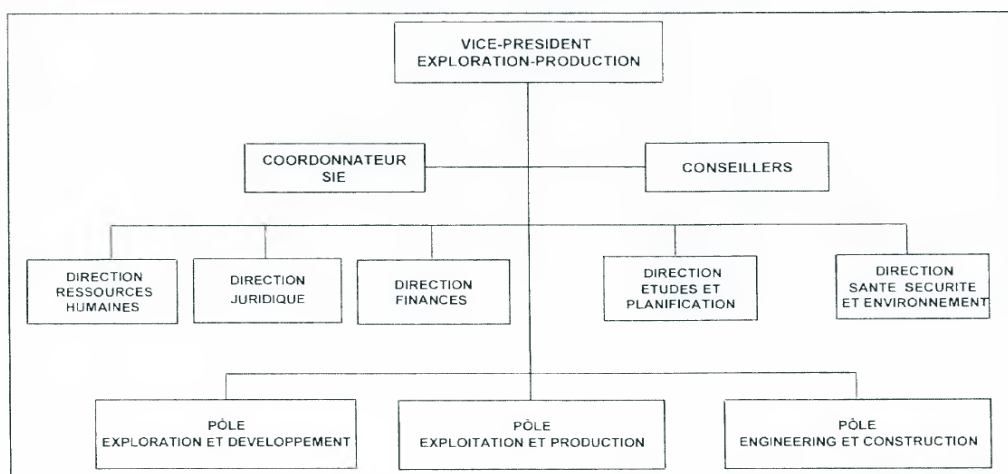 VICE-PRESIDENT
EXPLORATION-PRODUCTION
COORDONNATEUR
SIE
CONSEILLERS
DIRECTION
RESSOURCES
HUMAINES
DIRECTION
JURIDIQUE
DIRECTION
FINANCES
DIRECTION
ETUDES ET
PLANIFICATION
DIRECTION
SANTE SECURITE
ET ENVIRONNEMENT
PÔLE
EXPLORATION ET DEVELOPPEMENT
PÔLE
EXPLOITATION ET PRODUCTION
PÔLE
ENGINEERING ET CONSTRUCTION